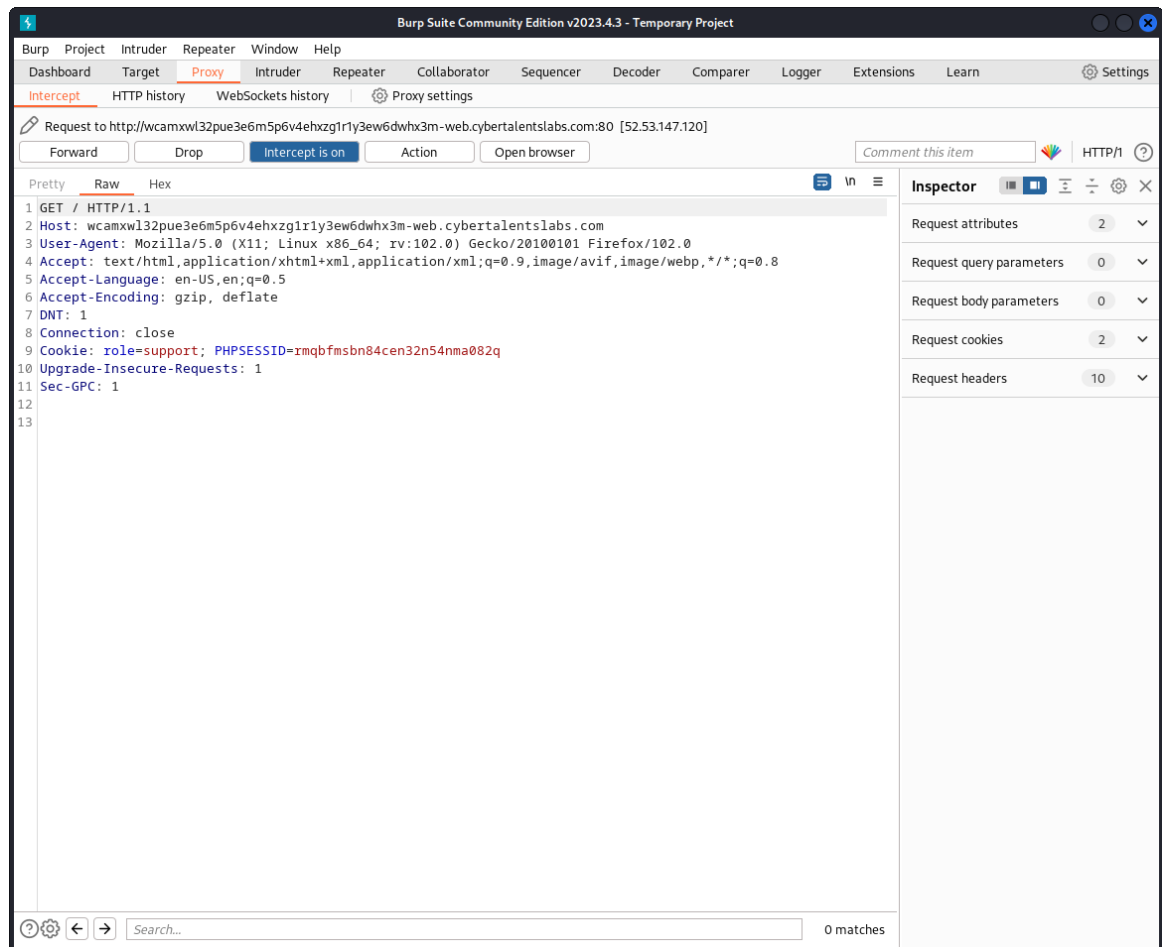 Burp Suite Community Edition v2023.4.3 - Temporary Project
Burp Project Intruder Repeater Window Help
Dashboard Target Proxy Intruder Repeater Collaborator Sequencer Decoder Comparer Logger Extensions Learn Settings
Intercept HTTP history WebSockets history Proxy settings
Request to http://wcamxwl32pue3e6m5p6v4ehxzg1r1y3ew6dwhx3m-web.cybertalentslabs.com:80 [52.53.147.120]
Forward Drop Intercept is on Action Open browser Comment this item HTTP/1 ?
Pretty Raw Hex \n
Inspector
1 GET / HTTP/1.1
2 Host: wcamxwl32pue3e6m5p6v4ehxzg1r1y3ew6dwhx3m-web.cybertalentslabs.com
3 User-Agent: Mozilla/5.0 (X11; Linux x86_64; rv:102.0) Gecko/20100101 Firefox/102.0
4 Accept: text/html,application/xhtml+xml,application/xml;q=0.9,image/avif,image/webp,*/*;q=0.8
5 Accept-Language: en-US,en;q=0.5
6 Accept-Encoding: gzip, deflate
7 DNT: 1
8 Connection: close
9 Cookie: role=support; PHPSESSID=rmqbfmsbn84cen32n54nma082q
10 Upgrade-Insecure-Requests: 1
11 Sec-GPC: 1
12
13
Request attributes 2
Request query parameters 0
Request body parameters 0
Request cookies 2
Request headers 10
? Search... 0 matches